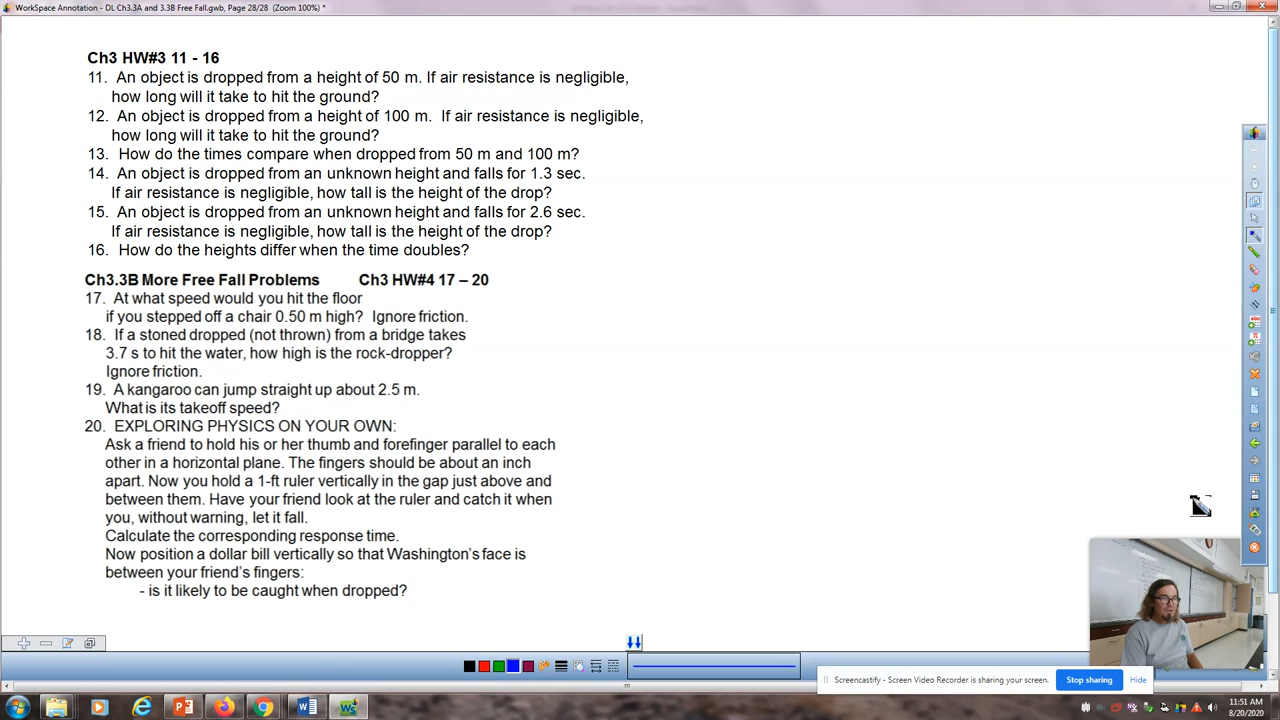 WorkSpace Annotation - DL Ch3.3A and 3.3B Free Fall.gwb, Page 28/28 (Zoom 100%) *
Ch3 HW#3 11 - 16
11. An object is dropped from a height of 50 m. If air resistance is negligible,
how long will it take to hit the ground?
12. An object is dropped from a height of 100 m. If air resistance is negligible,
how long will it take to hit the ground?
13. How do the times compare when dropped from 50 m and 100 m?
14. An object is dropped from an unknown height and falls for 1.3 sec.
If air resistance is negligible, how tall is the height of the drop?
15. An object is dropped from an unknown height and falls for 2.6 sec.
If air resistance is negligible, how tall is the height of the drop?
16. How do the heights differ when the time doubles?
Ch3.3B More Free Fall Problems Ch3 HW#4 17 – 20
17. At what speed would you hit the floor
if you stepped off a chair 0.50 m high? Ignore friction.
18. If a stoned dropped (not thrown) from a bridge takes
3.7 s to hit the water, how high is the rock-dropper?
Ignore friction.
19. A kangaroo can jump straight up about 2.5 m.
What is its takeoff speed?
20. EXPLORING PHYSICS ON YOUR OWN:
Ask a friend to hold his or her thumb and forefinger parallel to each
other in a horizontal plane. The fingers should be about an inch
apart. Now you hold a 1-ft ruler vertically in the gap just above and
between them. Have your friend look at the ruler and catch it when
you, without warning, let it fall.
Calculate the corresponding response time.
Now position a dollar bill vertically so that Washington's face is
between your friend's fingers:
- is it likely to be caught when dropped?
Screencastify - Screen Video Recorder is sharing your screen.
Stop sharing
Hide
11:51 AM
8/20/2020